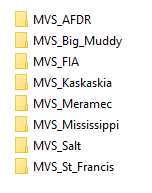 MVS_AFDR
MVS_Big_Muddy
MVS_FIA
MVS_Kaskaskia
MVS_Meramec
MVS_Mississippi
MVS_Salt
MVS_St_Francis